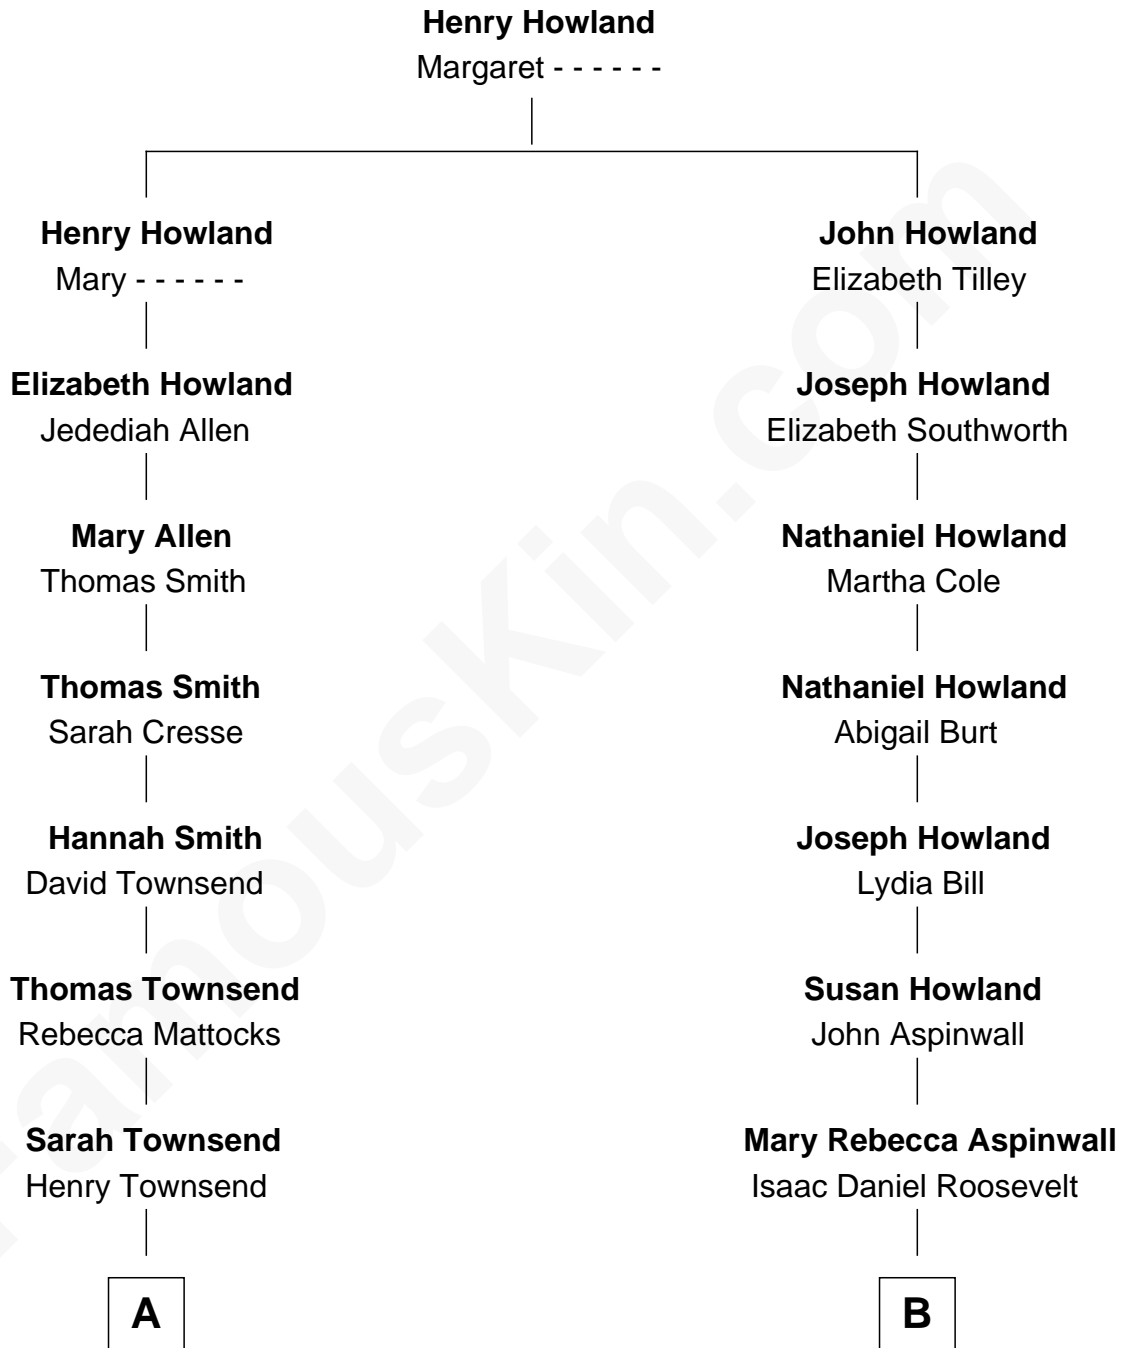 Henry Howland
Margaret - - - - - -
Henry Howland
Mary - - - - - -
John Howland
Elizabeth Tilley
Elizabeth Howland
Jedediah Allen
Joseph Howland
Elizabeth Southworth
Mary Allen
Thomas Smith
Nathaniel Howland
Martha Cole
Thomas Smith
Sarah Cresse
Nathaniel Howland
Abigail Burt
Hannah Smith
David Townsend
Joseph Howland
Lydia Bill
Thomas Townsend
Rebecca Mattocks
Susan Howland
John Aspinwall
Sarah Townsend
Henry Townsend
Mary Rebecca Aspinwall
Isaac Daniel Roosevelt
A
B
FamousKin.com